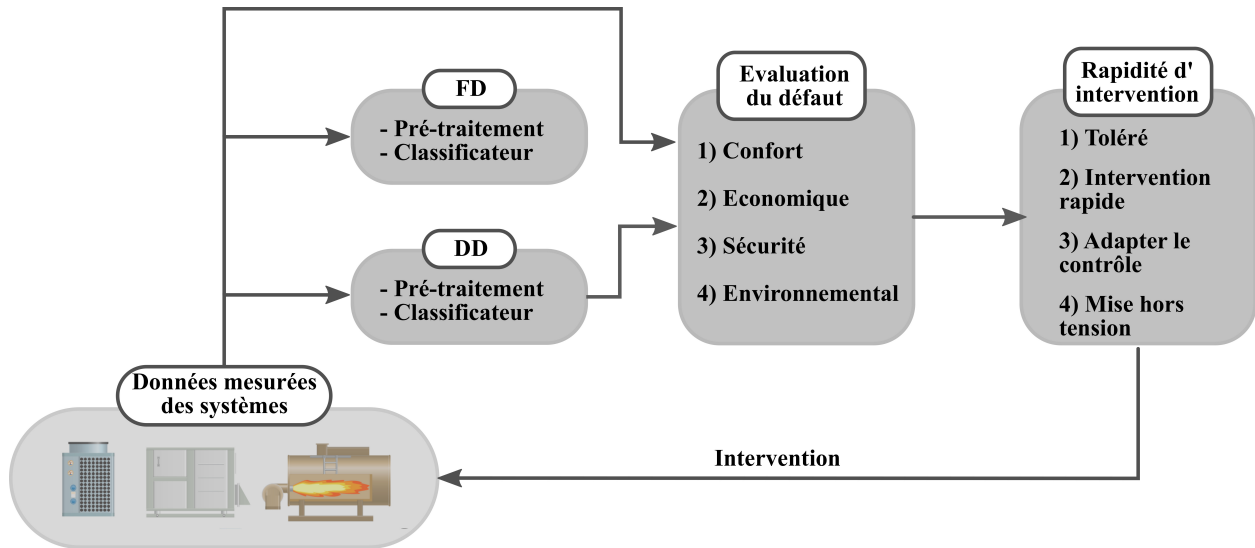 FD
- Pré-traitement
- Classificateur
DD
- Pré-traitement
- Classificateur
Données mesurées
des systèmes
Evaluation
du défaut
1) Confort
2) Economique
3) Sécurité
4) Environnemental
Rapidité d'
intervention
1) Toléré
2) Intervention
rapide
3) Adapter le
contrôle
4) Mise hors
tension
Intervention